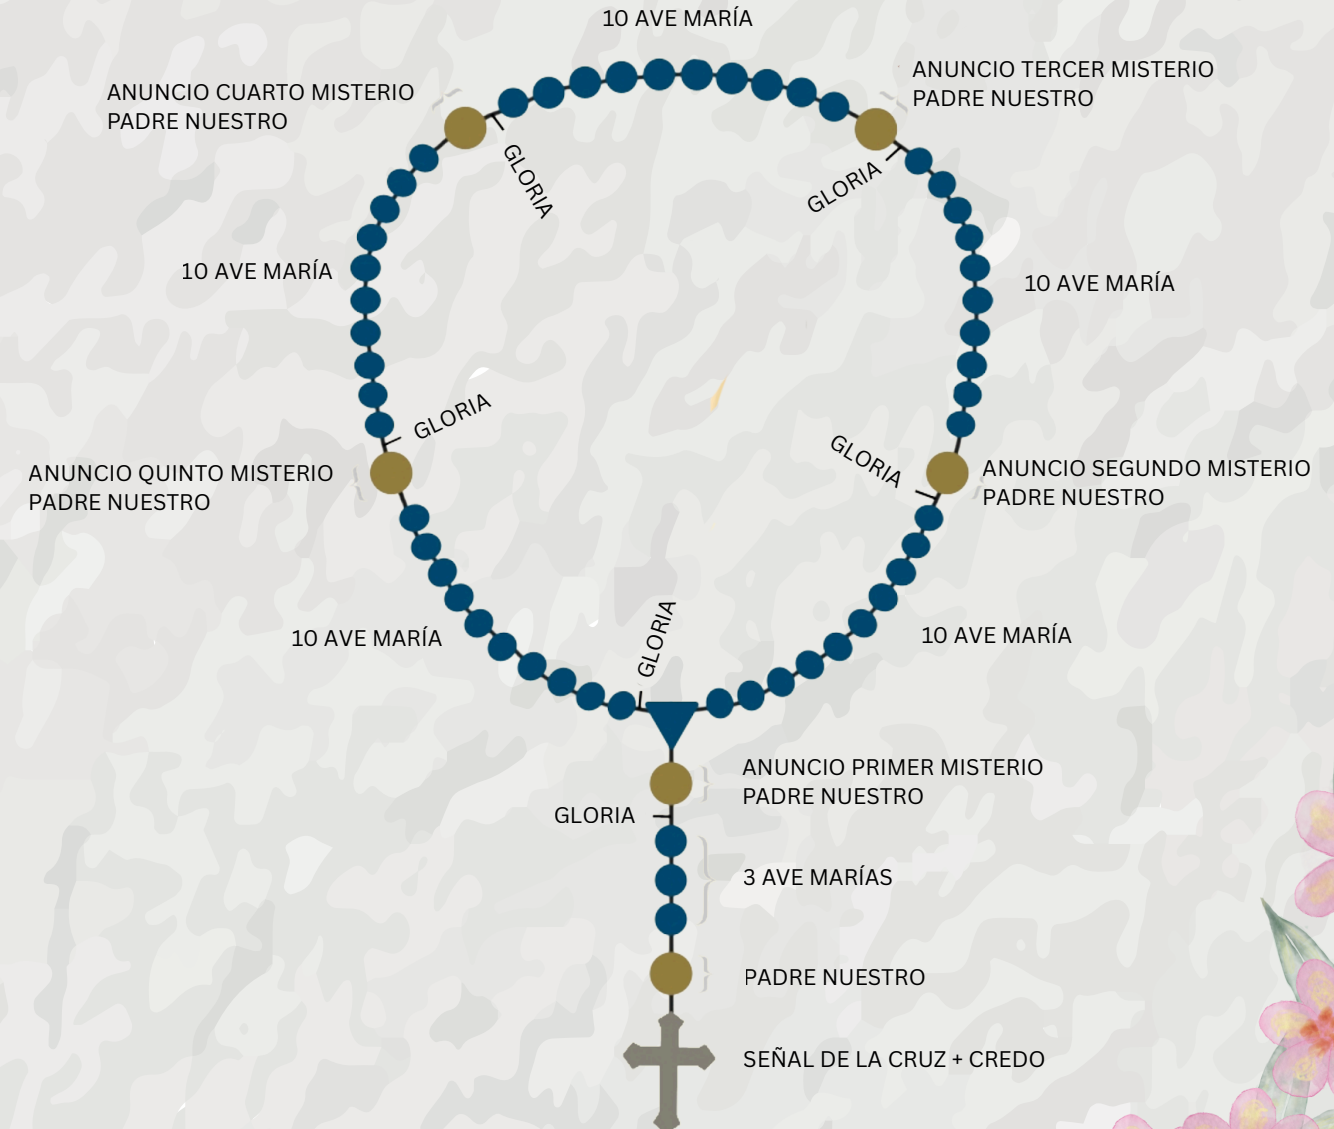 10 AVE MARÍA
ANUNCIO CUARTO MISTERIO
PADRE NUESTRO
ANUNCIO TERCER MISTERIO
PADRE NUESTRO
GLORIA
GLORIA
10 AVE MARÍA
10 AVE MARÍA
GLORIA
GLORIA
ANUNCIO QUINTO MISTERIO
PADRE NUESTRO
ANUNCIO SEGUNDO MISTERIO
PADRE NUESTRO
10 AVE MARÍA
GLORIA
10 AVE MARÍA
ANUNCIO PRIMER MISTERIO
PADRE NUESTRO
GLORIA
3 AVE MARÍAS
PADRE NUESTRO
SEÑAL DE LA CRUZ + CREDO